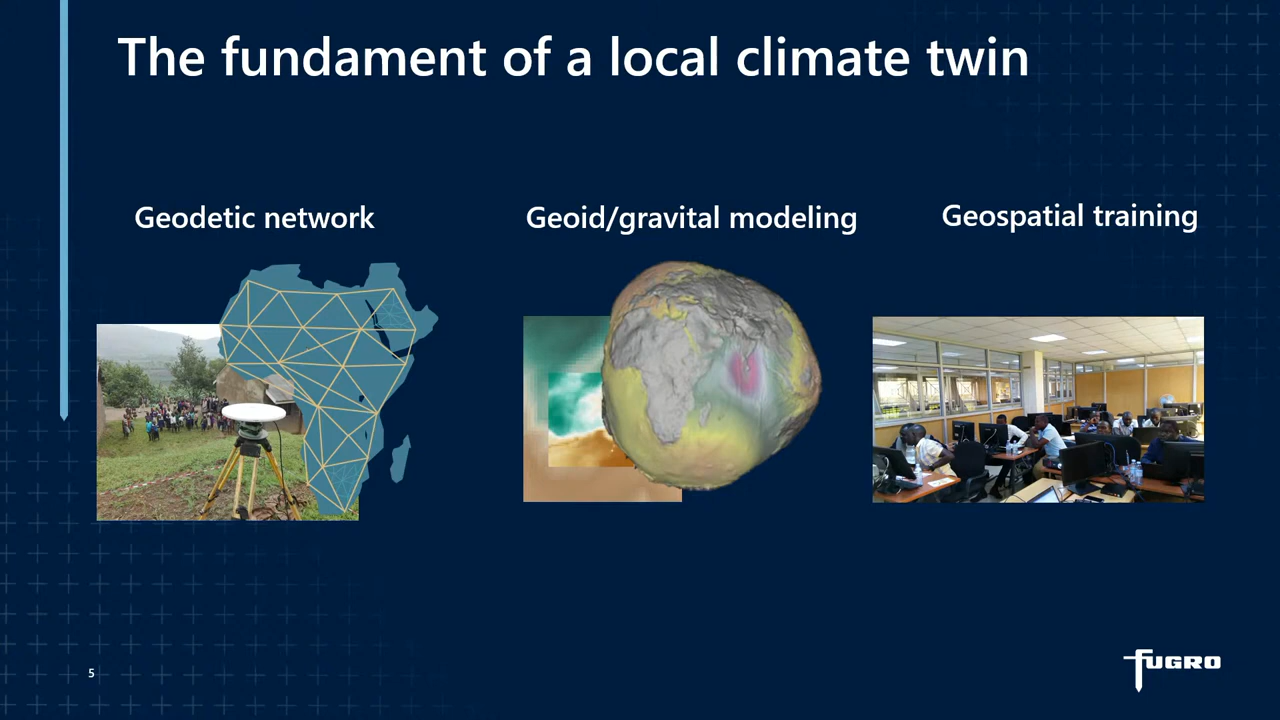 The fundament of a local climate twin
Geodetic network
Geoid/gravital modeling
Geospatial training
5
FUGRO